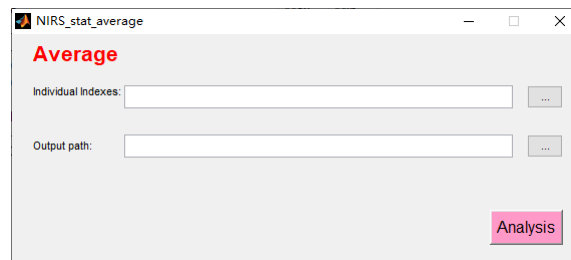 NIRS_stat_average
Average
Individual Indexes:
...
Output path:
...
Analysis